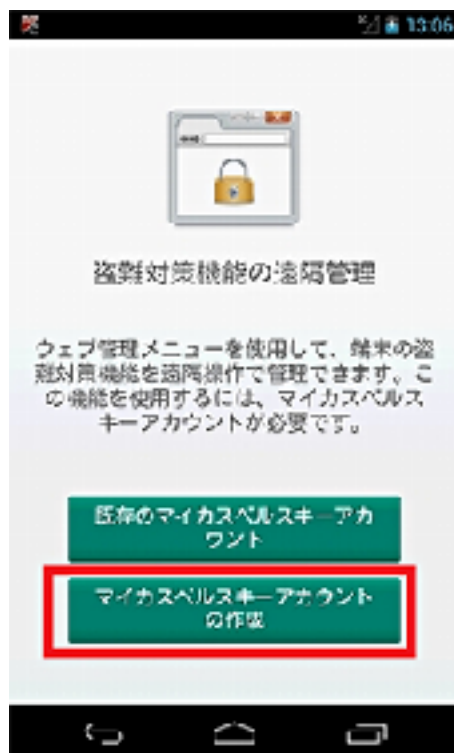 13:06
盗難対策機能の遠隔管理
ウェブ管理メニューを使用して、端末の盗
難対策機能を遠隔操作で管理できます。こ
の機能を使用するには、マイカスペルス
キーアカウントが必要です。
既存のマイカスペルスキーアカ
ウント
マイカスペルスキーアカウント
の作成